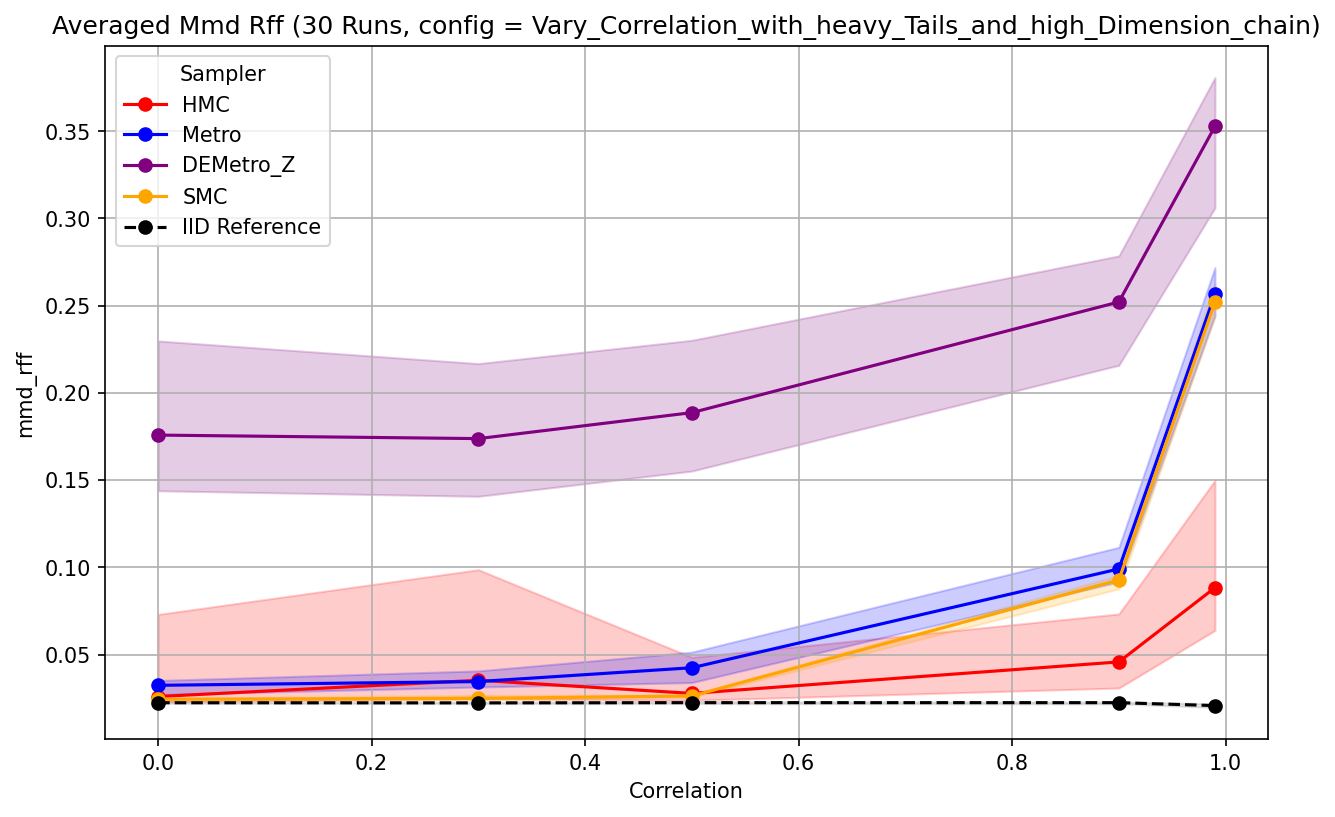 Averaged Mmd Rff (30 Runs, config = Vary_Correlation_with_heavy_Tails_and_high_Dimension_chain)
Sampler
HMC
Metro
DEMetro_Z
SMC
IID Reference
mmd_rff
0.35
0.30
0.25
0.20
0.15
0.10
0.05
0.0 0.2 0.4 0.6 0.8 1.0
Correlation